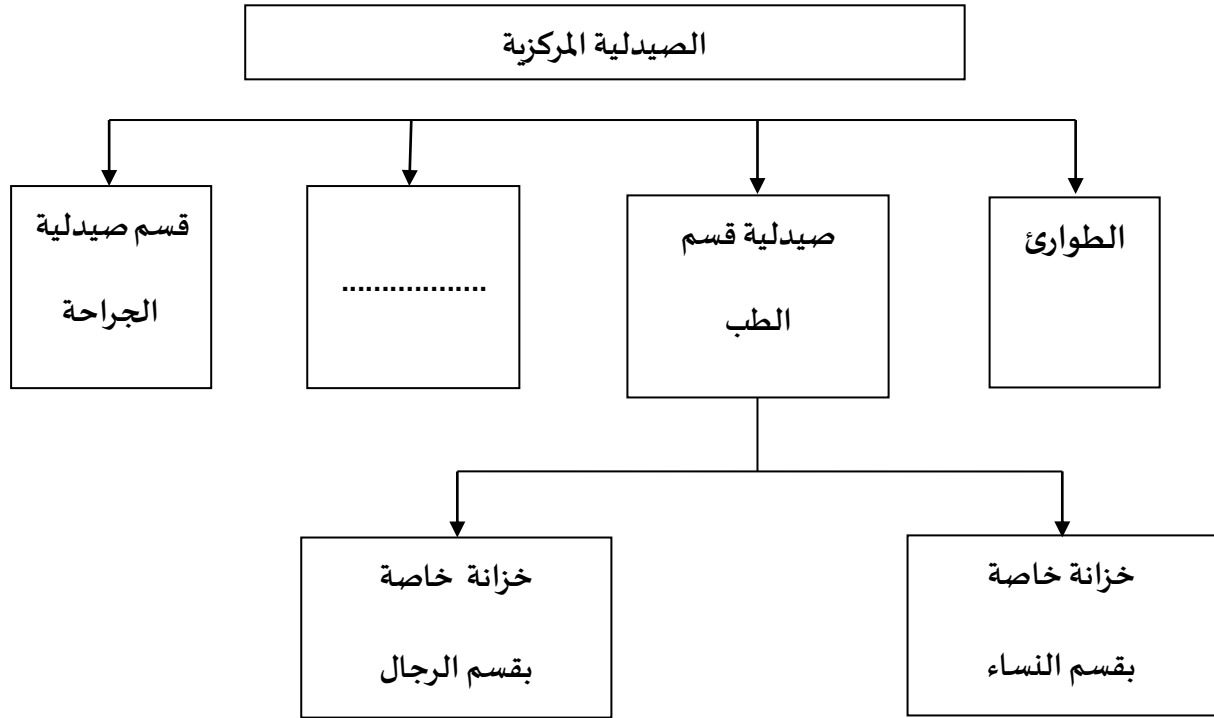 الصيدلية المركزية
الطوارئ
صيدلية قسم
الطب
..................
قسم صيدلية
الجراحة
خزانة خاصة
بقسم النساء
خزانة خاصة
بقسم الرجال